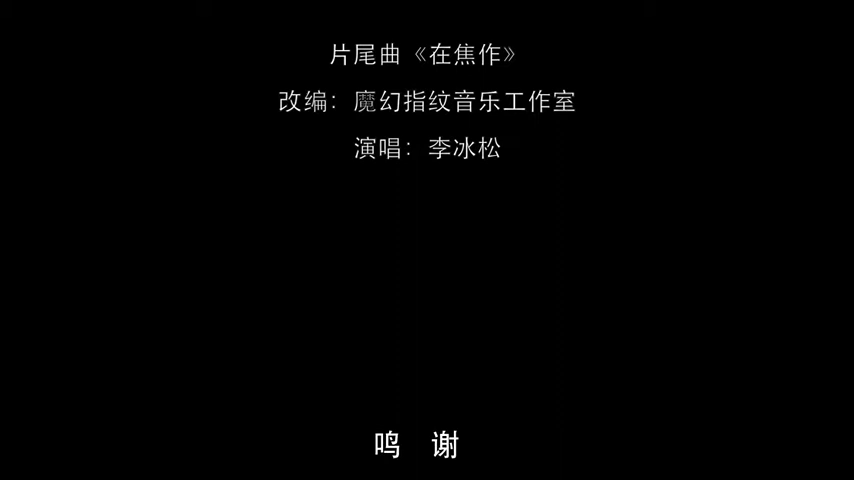 片尾曲《在焦作》
改编：魔幻指纹音乐工作室
演唱：李冰松
鸣 谢